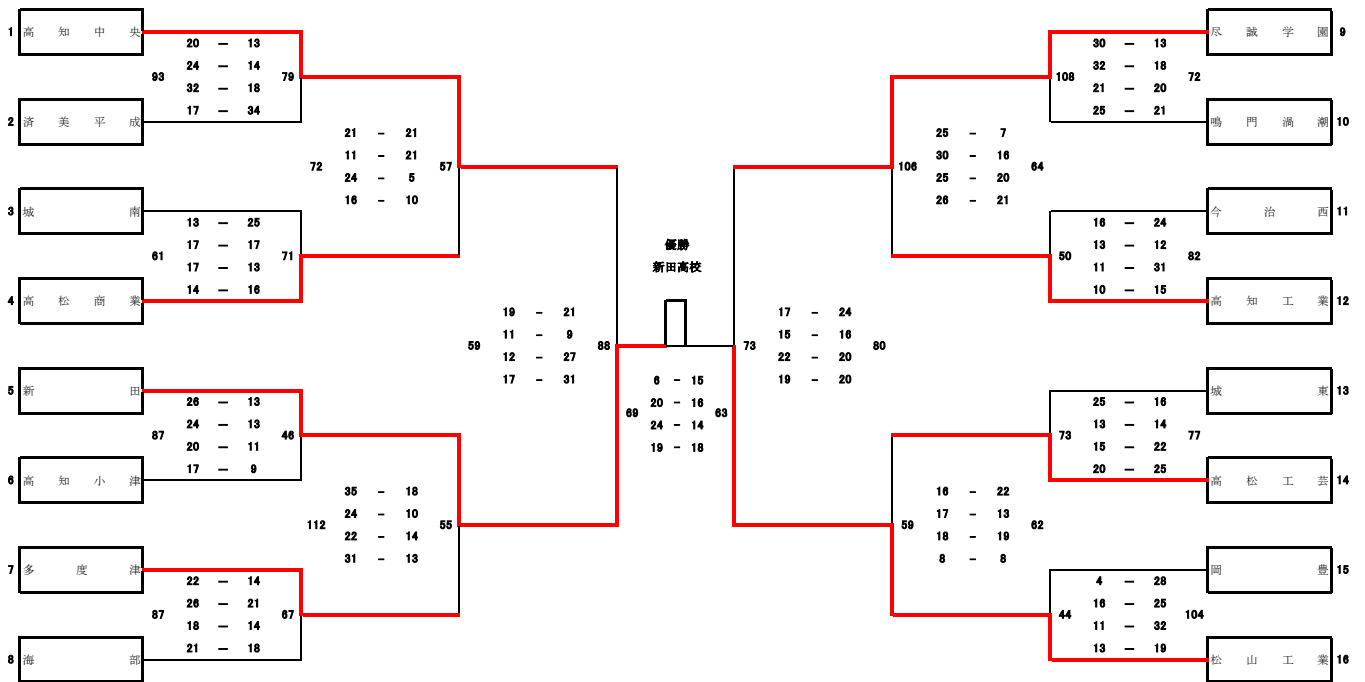 1 高知中央
20 － 13
24 － 14
93 79
32 － 18
17 － 34
2 済美平成
21 － 21
11 － 21
72 57
24 － 5
16 － 10
3 城南
13 － 25
17 － 17
61 71
17 － 13
14 － 16
4 高松商業
19 － 21
11 － 9
59 88
12 － 27
17 － 31
5 新田
26 － 13
24 － 13
87 46
20 － 11
17 － 9
6 高知小津
35 － 18
24 － 10
112 55
22 － 14
31 － 13
7 多度津
22 － 14
26 － 21
87 67
18 － 14
21 － 18
8 海部
優勝
新田高校
6 － 15
20 － 16
69 63
24 － 14
19 － 18
尽誠学園 9
30 － 13
32 － 18
108 72
21 － 20
25 － 21
鳴門渦潮 10
25 － 7
30 － 16
106 64
25 － 20
26 － 21
今治西 11
16 － 24
13 － 12
50 82
11 － 31
10 － 15
高知工業 12
17 － 24
15 － 16
73 80
22 － 20
19 － 20
城東 13
25 － 16
13 － 14
73 77
15 － 22
20 － 25
高松工芸 14
16 － 22
17 － 13
59 62
18 － 19
8 － 8
岡豊 15
4 － 28
16 － 25
44 104
11 － 32
13 － 19
松山工業 16